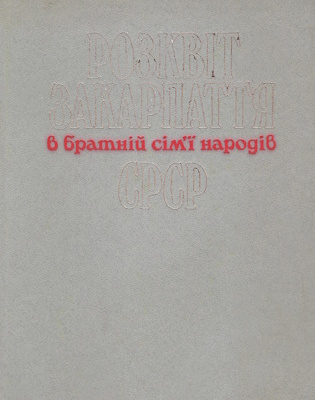 РОЗКВІТ
ЗАКАРПАТТЯ
в братній сім'ї народів
СРСР